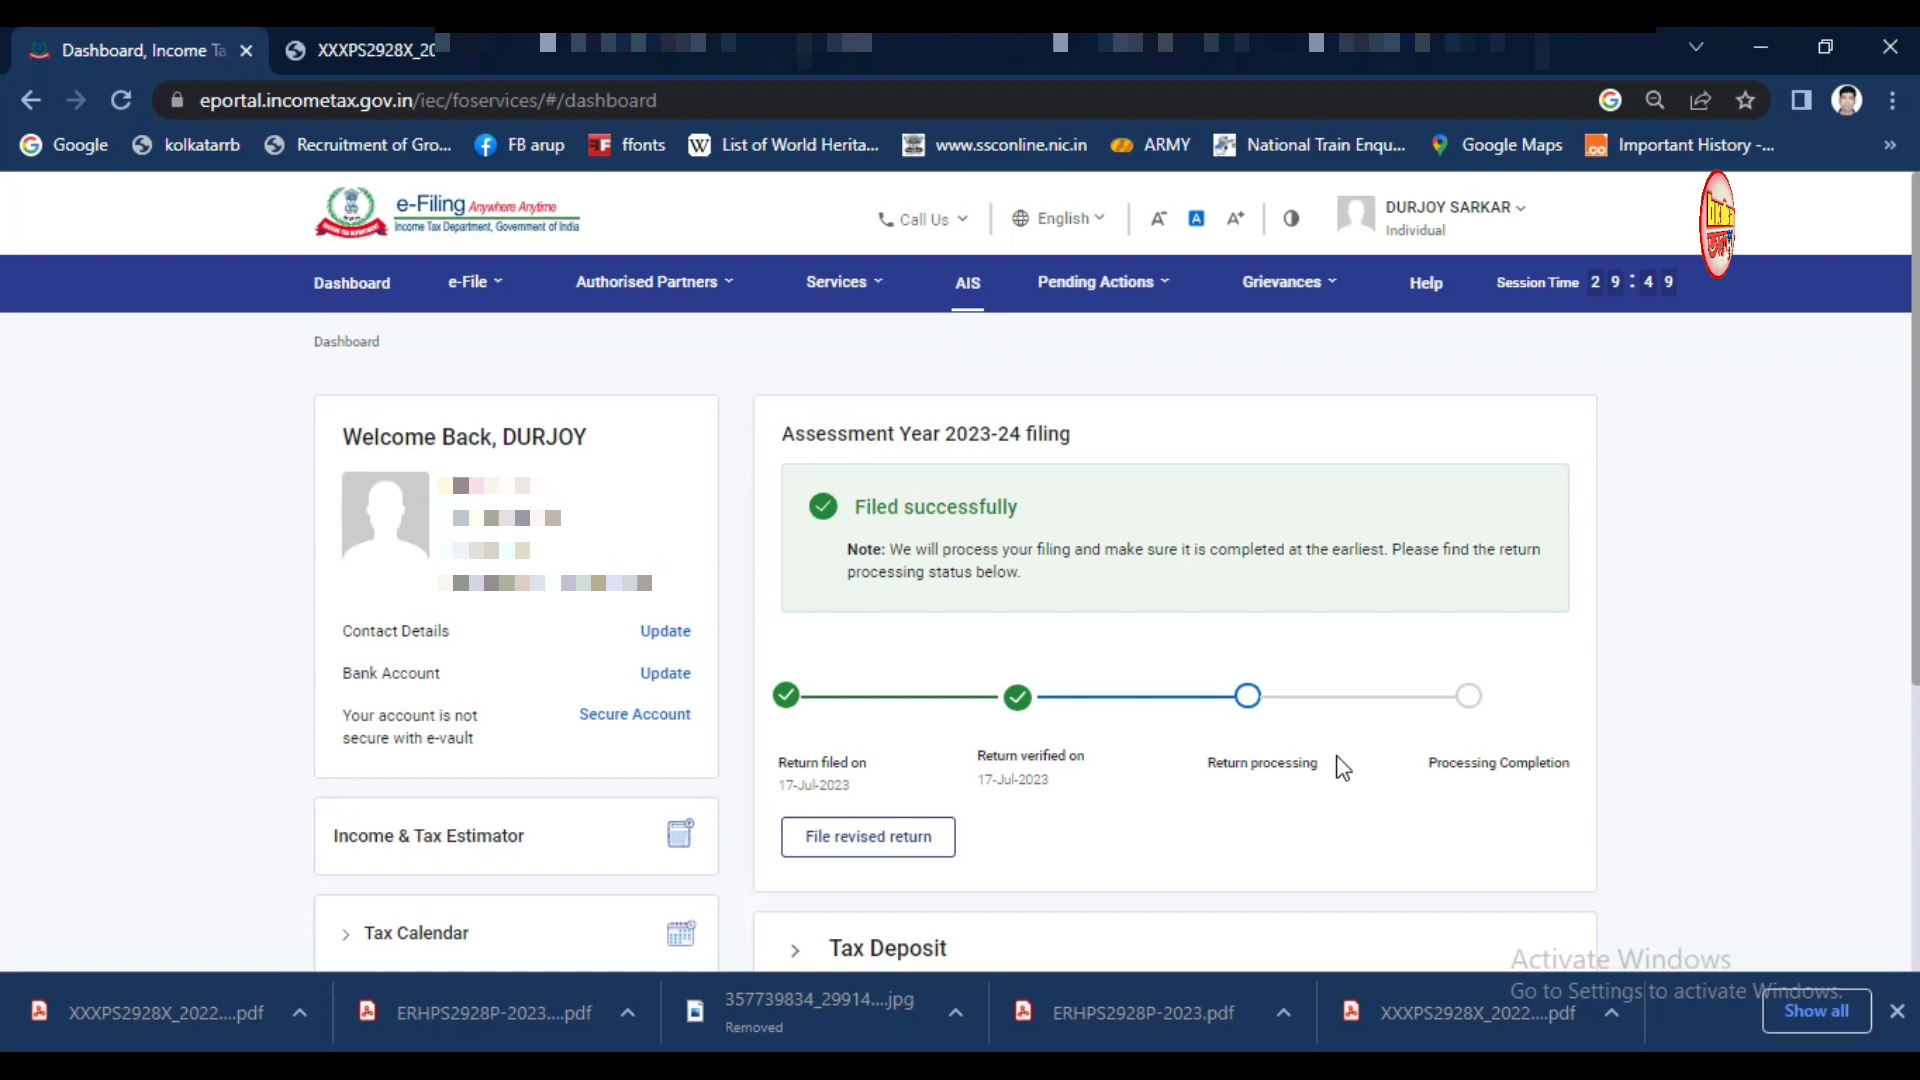 Dashboard, Income Ta
XXXPS2928X_20
eportal.incometax.gov.in/iec/foservices/#/dashboard
Google
kolkatarrb
Recruitment of Gro...
FB arup
ffonts
List of World Herita...
www.ssconline.nic.in
ARMY
National Train Enqu...
Google Maps
Important History -...
e-Filing Anywhere Anytime
Income Tax Department, Government of India
Call Us
English
A-
A
A+
DURJOY SARKAR
Individual
Dashboard
e-File
Authorised Partners
Services
AIS
Pending Actions
Grievances
Help
Session Time 2 9 : 4 9
Dashboard
Welcome Back, DURJOY
Contact Details
Update
Bank Account
Update
Your account is not
secure with e-vault
Secure Account
Income & Tax Estimator
Tax Calendar
Assessment Year 2023-24 filing
Filed successfully
Note: We will process your filing and make sure it is completed at the earliest. Please find the return
processing status below.
Return filed on
17-Jul-2023
Return verified on
17-Jul-2023
Return processing
Processing Completion
File revised return
Tax Deposit
Activate Windows
Go to Settings to activate Windows.
XXXPS2928X_2022....pdf
ERHPS2928P-2023....pdf
357739834_29914....jpg
Removed
ERHPS2928P-2023.pdf
XXXPS2928X_2022....pdf
Show all